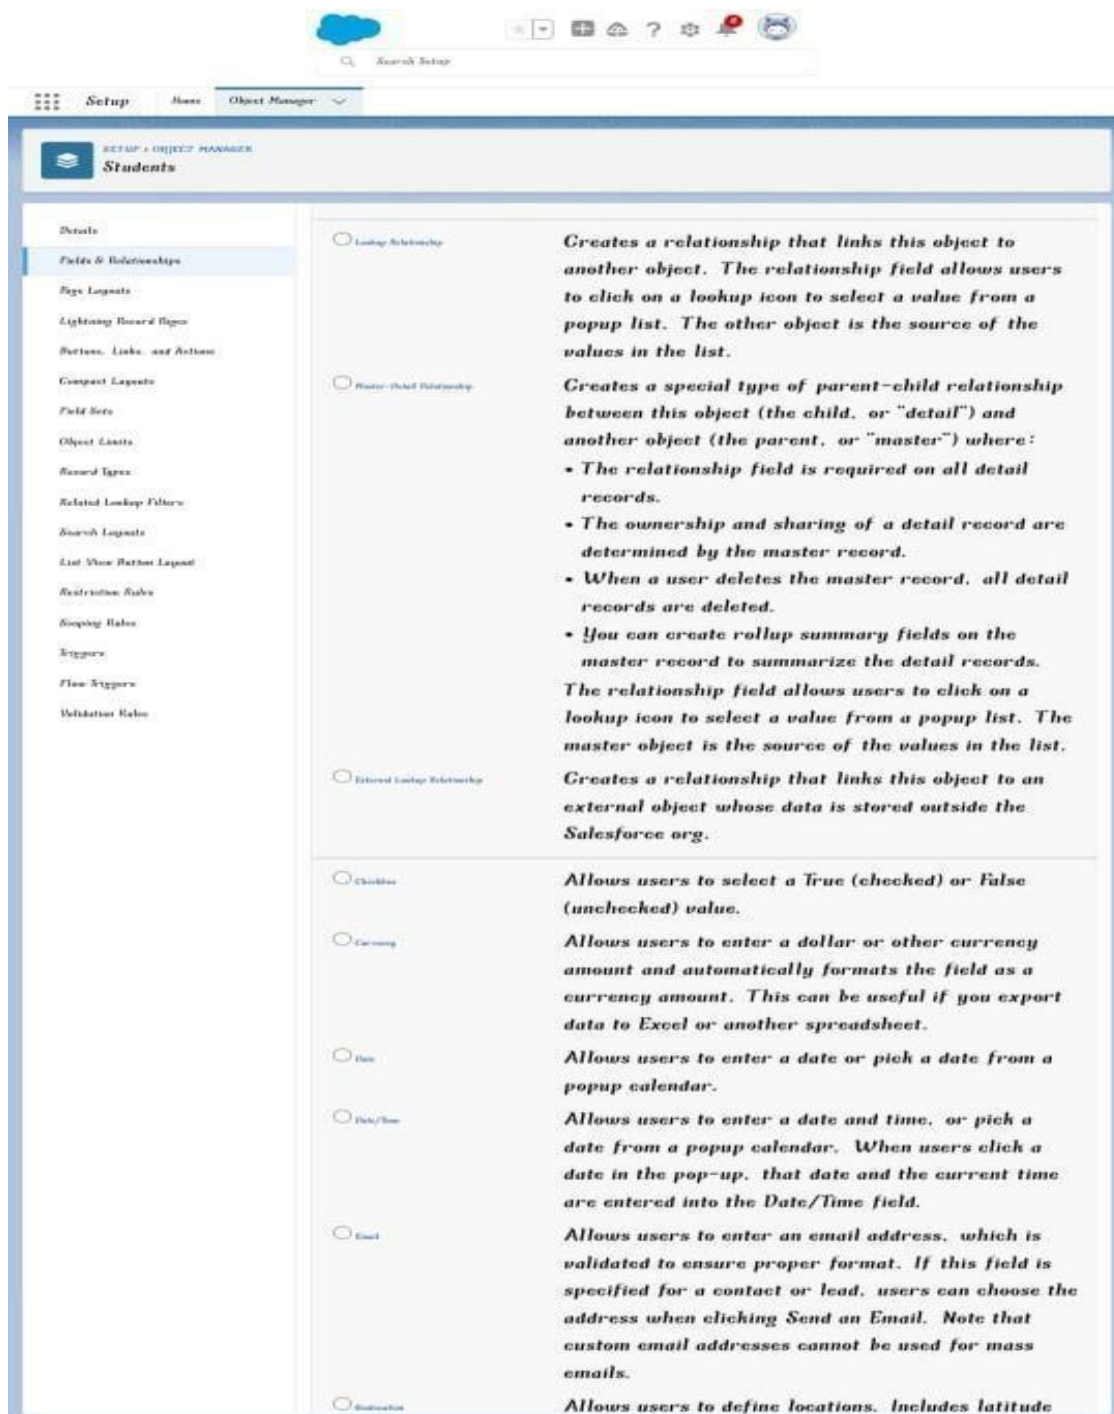 Search Setup
Setup
Home
Object Manager
SETUP > OBJECT MANAGER
Students
Details
Fields & Relationships
Page Layouts
Lightning Record Pages
Buttons, Links, and Actions
Compact Layouts
Field Sets
Object Limits
Record Types
Related Lookup Filters
Search Layouts
List View Button Layout
Restriction Rules
Scoping Rules
Triggers
Flow Triggers
Validation Rules
Lookup Relationship
Creates a relationship that links this object to
another object. The relationship field allows users
to click on a lookup icon to select a value from a
popup list. The other object is the source of the
values in the list.
Master-Detail Relationship
Creates a special type of parent-child relationship
between this object (the child, or "detail") and
another object (the parent, or "master") where:
• The relationship field is required on all detail
records.
• The ownership and sharing of a detail record are
determined by the master record.
• When a user deletes the master record, all detail
records are deleted.
• You can create rollup summary fields on the
master record to summarize the detail records.
The relationship field allows users to click on a
lookup icon to select a value from a popup list. The
master object is the source of the values in the list.
External Lookup Relationship
Creates a relationship that links this object to an
external object whose data is stored outside the
Salesforce org.
Checkbox
Allows users to select a True (checked) or False
(unchecked) value.
Currency
Allows users to enter a dollar or other currency
amount and automatically formats the field as a
currency amount. This can be useful if you export
data to Excel or another spreadsheet.
Date
Allows users to enter a date or pick a date from a
popup calendar.
Date/Time
Allows users to enter a date and time, or pick a
date from a popup calendar. When users click a
date in the pop-up, that date and the current time
are entered into the Date/Time field.
Email
Allows users to enter an email address, which is
validated to ensure proper format. If this field is
specified for a contact or lead, users can choose the
address when clicking Send an Email. Note that
custom email addresses cannot be used for mass
emails.
Geolocation
Allows users to define locations. Includes latitude